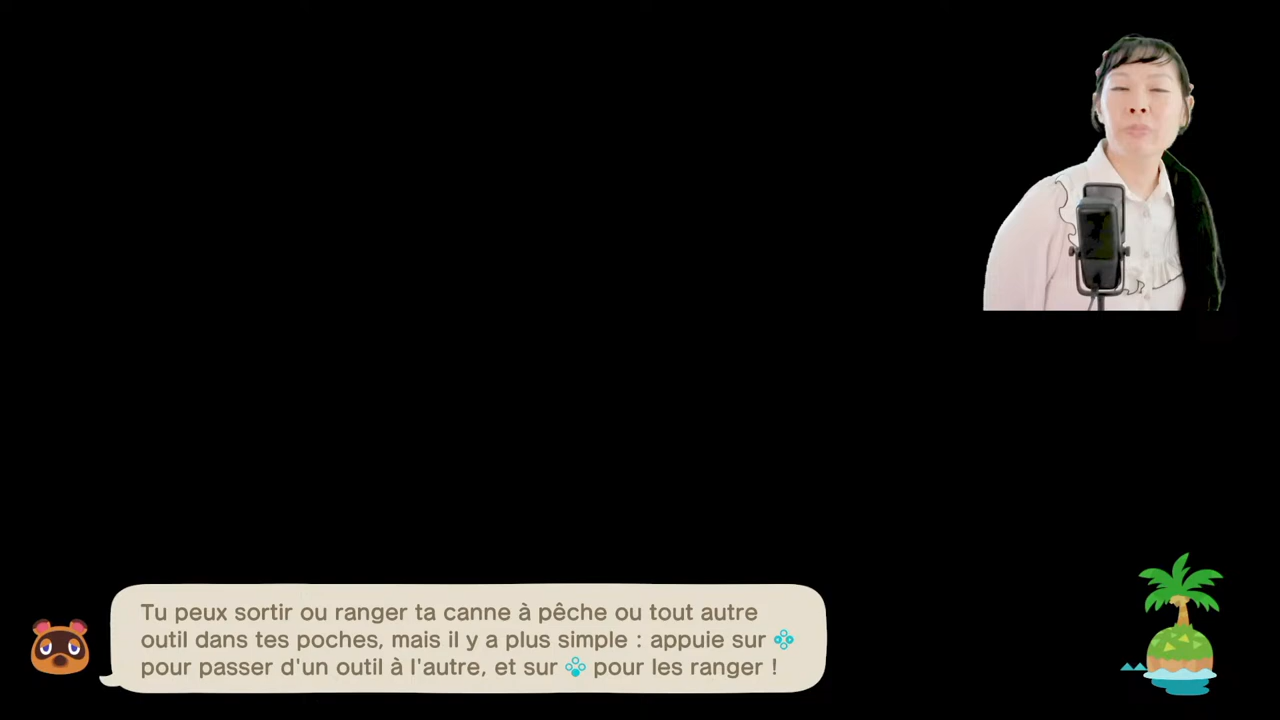 Tu peux sortir ou ranger ta canne à pêche ou tout autre
outil dans tes poches, mais il y a plus simple : appuie sur
pour passer d'un outil à l'autre, et sur pour les ranger !